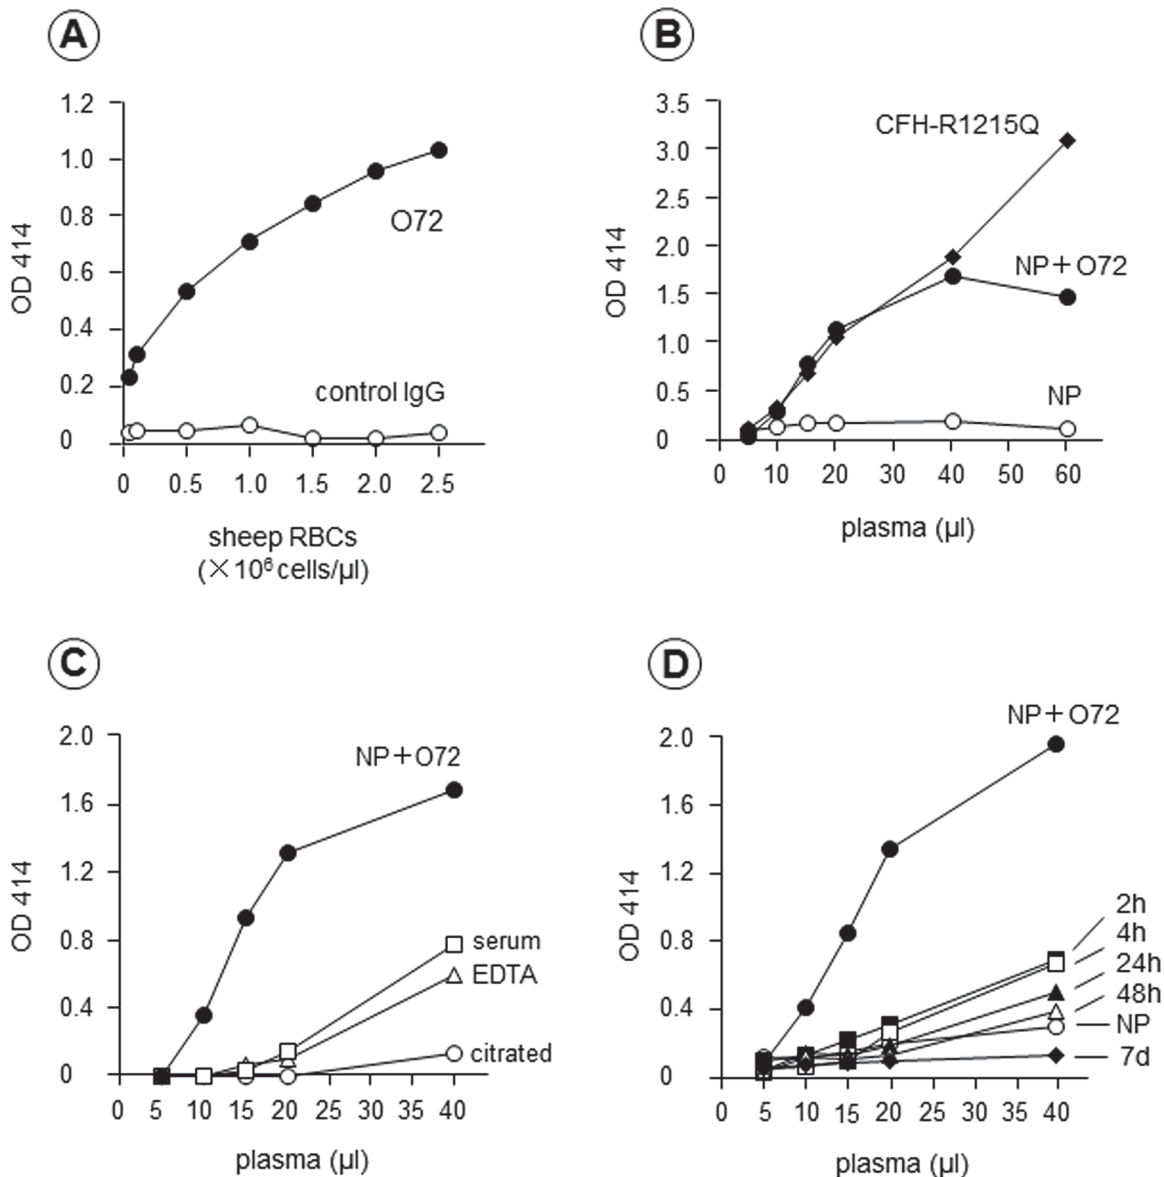 A
1.2
1.0
0.8
0.6
0.4
0.2
0
OD 414
O72
control IgG
0 0.5 1.0 1.5 2.0 2.5
sheep RBCs
(×10⁶ cells/µl)
B
3.5
3.0
2.5
2.0
1.5
1.0
0.5
0
OD 414
CFH-R1215Q
NP+O72
NP
0 10 20 30 40 50 60
plasma (µl)
C
2.0
1.6
1.2
0.8
0.4
0
OD 414
NP+O72
serum
EDTA
citrated
0 5 10 15 20 25 30 35 40
plasma (µl)
D
2.0
1.6
1.2
0.8
0.4
0
OD 414
NP+O72
2h
4h
24h
48h
NP
7d
0 5 10 15 20 25 30 35 40
plasma (µl)